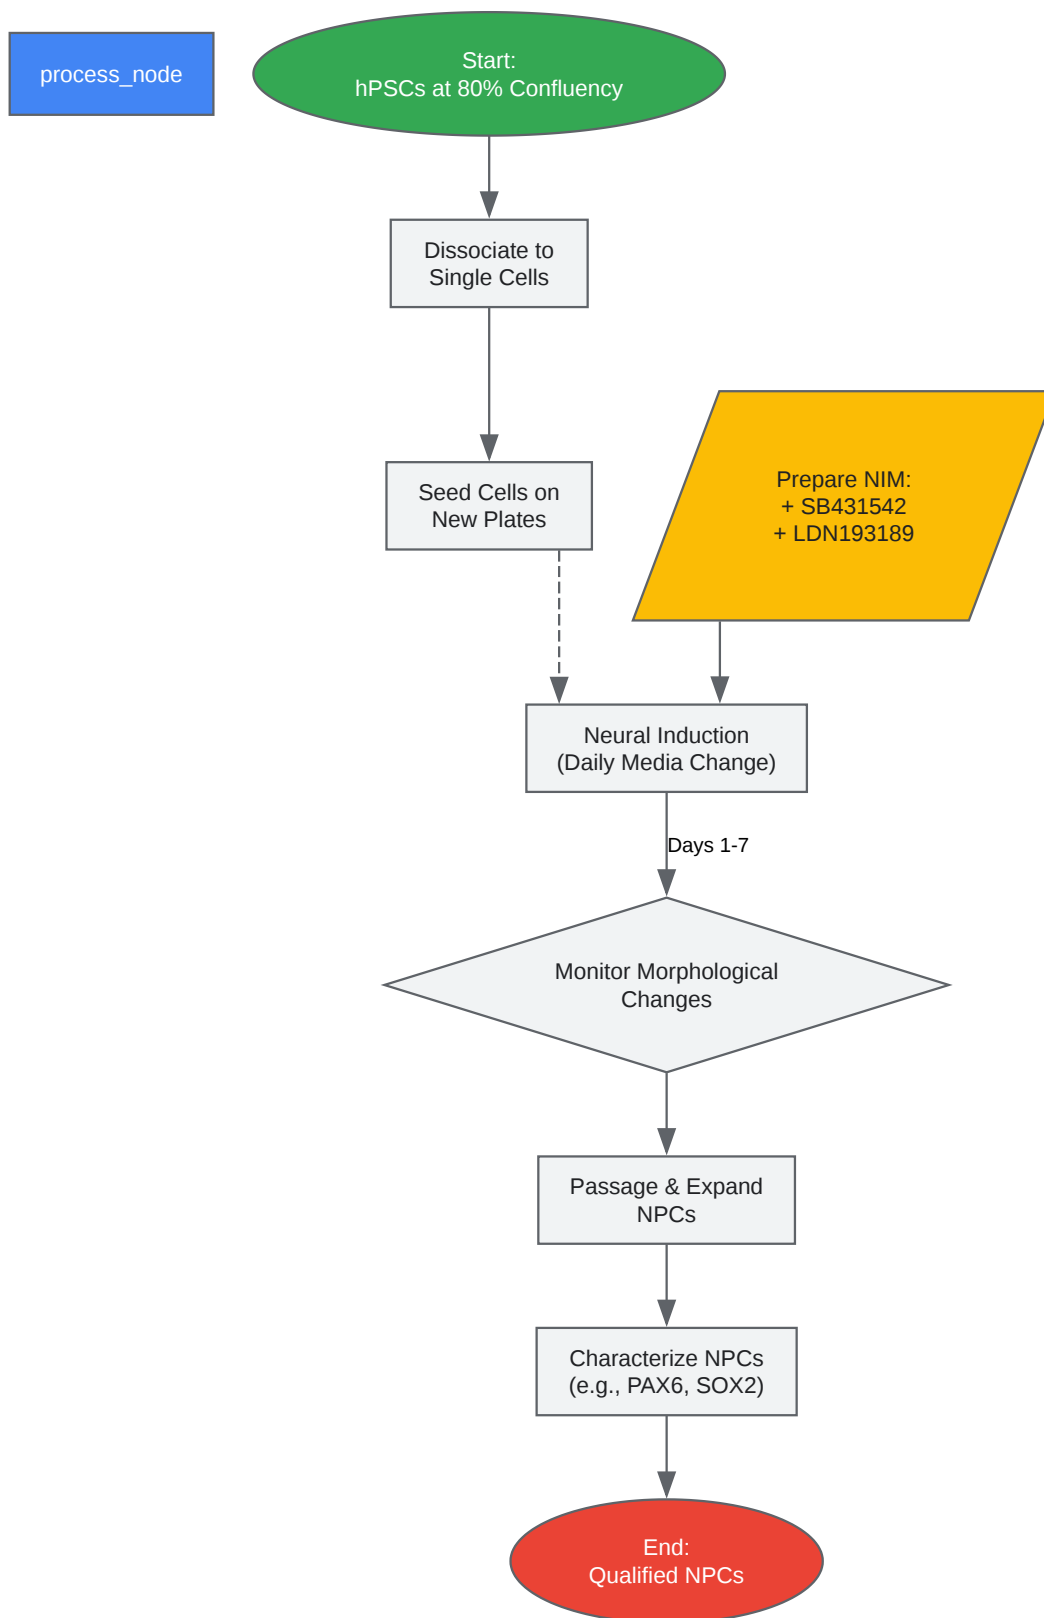 process_node
Start:
hPSCs at 80% Confluency
Dissociate to
Single Cells
Seed Cells on
New Plates
Prepare NIM:
+ SB431542
+ LDN193189
Neural Induction
(Daily Media Change)
Days 1-7
Monitor Morphological
Changes
Passage & Expand
NPCs
Characterize NPCs
(e.g., PAX6, SOX2)
End:
Qualified NPCs